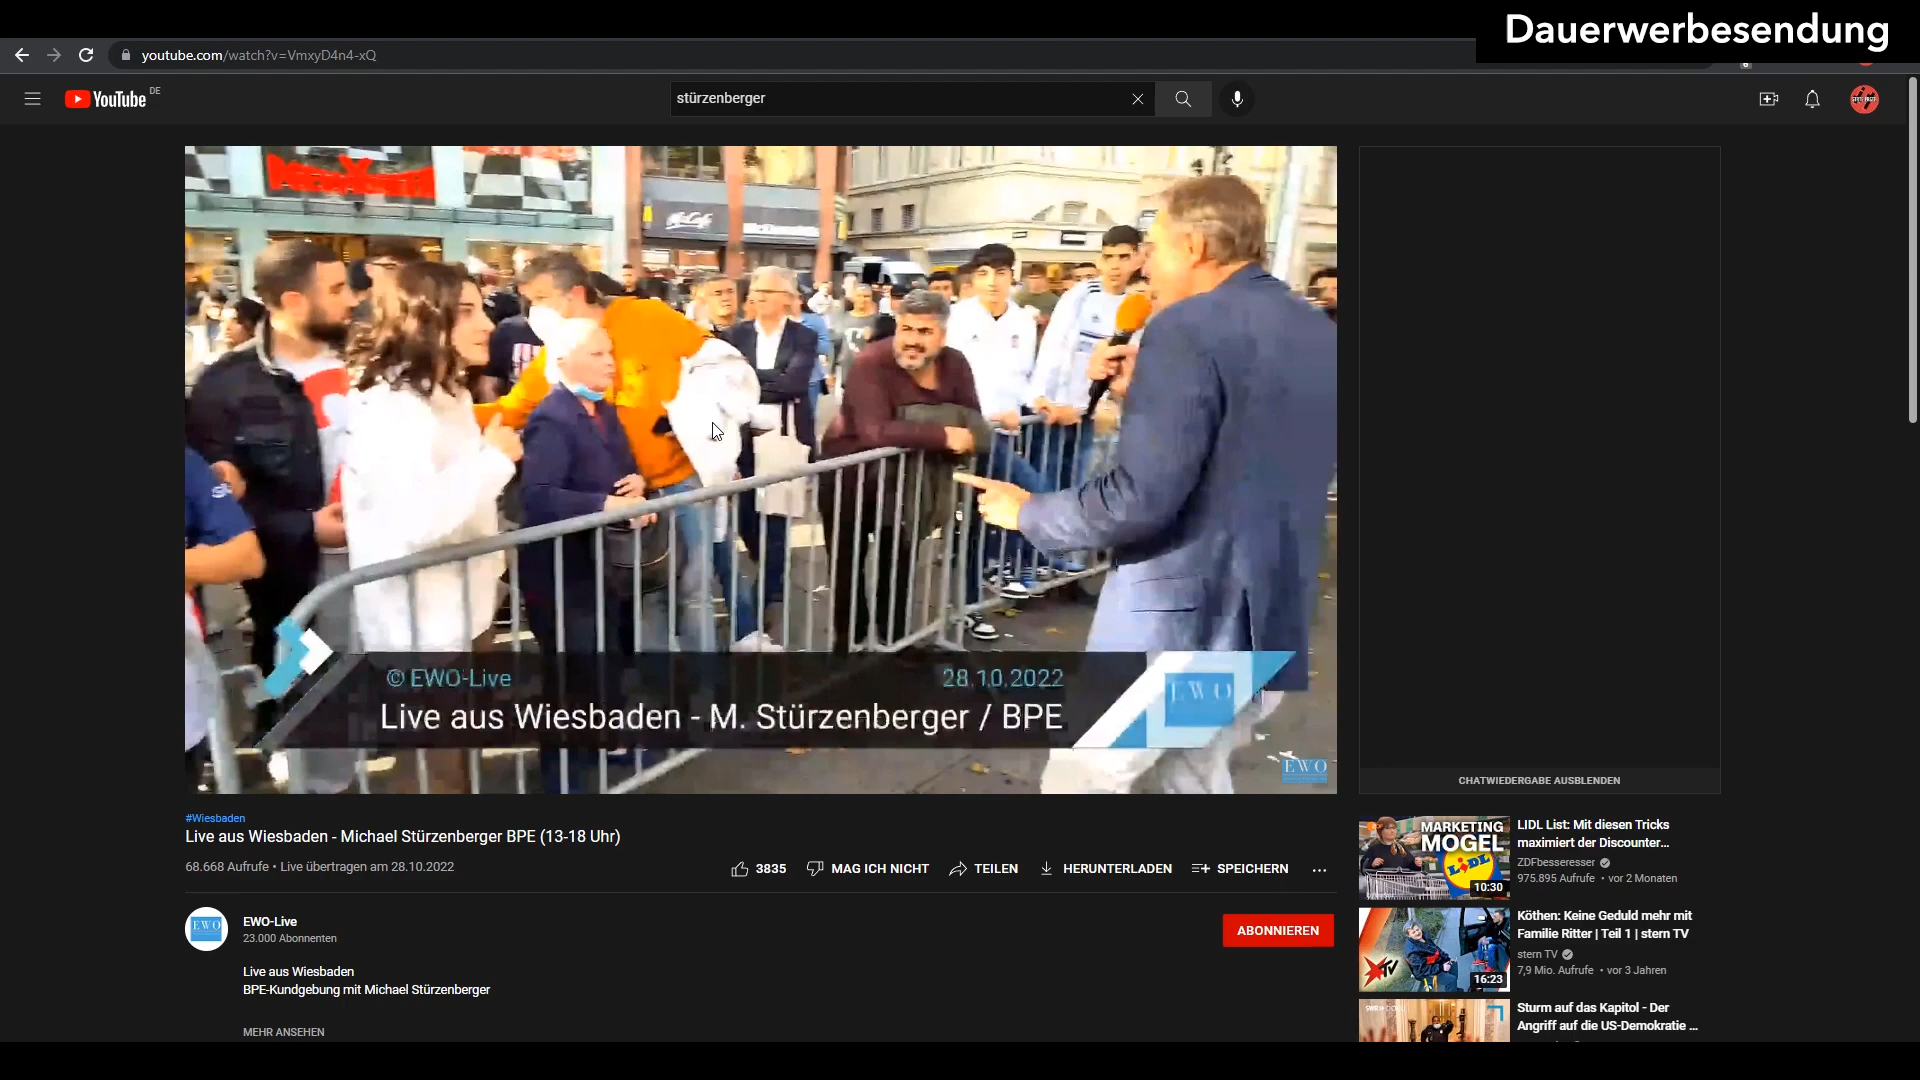 Dauerwerbesendung
youtube.com/watch?v=VmxyD4n4-xQ
YouTube DE
stürzenberger
McCafé
© EWO-Live
28.10.2022
Live aus Wiesbaden - M. Stürzenberger / BPE
EWO
EWO
CHATWIEDERGABE AUSBLENDEN
#Wiesbaden
Live aus Wiesbaden - Michael Stürzenberger BPE (13-18 Uhr)
68.668 Aufrufe • Live übertragen am 28.10.2022
3835
MAG ICH NICHT
TEILEN
HERUNTERLADEN
SPEICHERN
...
EWO
EWO-Live
23.000 Abonnenten
ABONNIEREN
Live aus Wiesbaden
BPE-Kundgebung mit Michael Stürzenberger
MEHR ANSEHEN
MARKETING
MOGEL
LIDL
10:30
LIDL List: Mit diesen Tricks
maximiert der Discounter...
ZDFbesseresser
975.895 Aufrufe • vor 2 Monaten
TV
16:23
Köthen: Keine Geduld mehr mit
Familie Ritter | Teil 1 | stern TV
stern TV
7,9 Mio. Aufrufe • vor 3 Jahren
Sturm auf das Kapitol - Der
Angriff auf die US-Demokratie ...